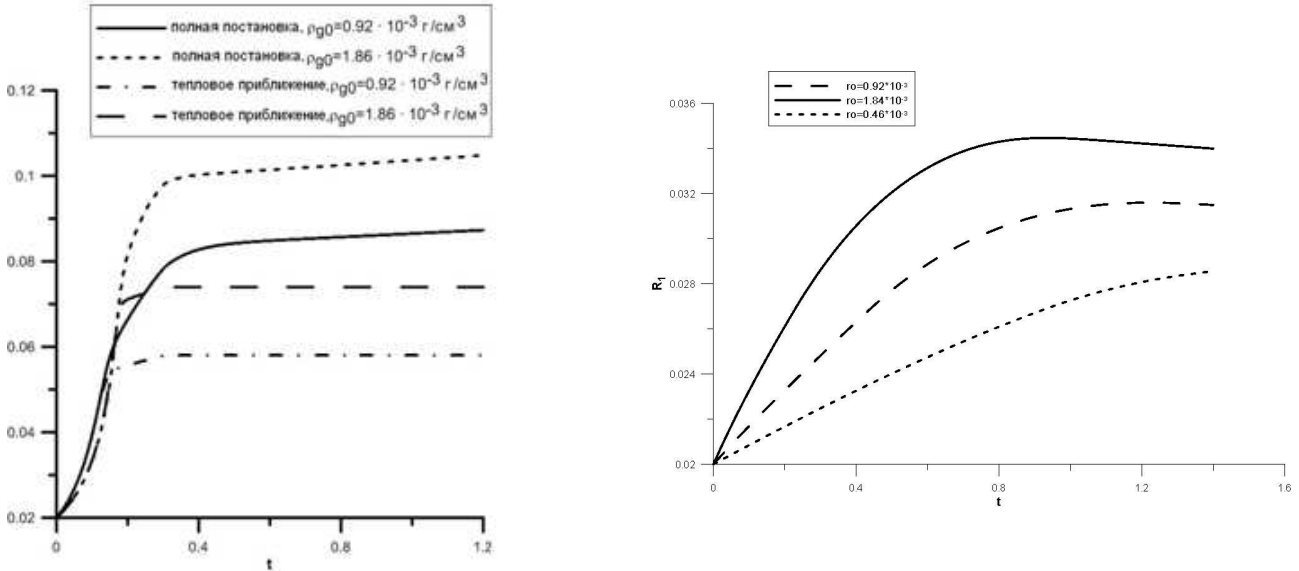 полная постановка, ρg0=0.92 · 10-3 г/см3
полная постановка, ρg0=1.86 · 10-3 г/см3
тепловое приближение,ρg0=0.92 · 10-3 г/см3
тепловое приближение,ρg0=1.86 · 10-3 г/см3
0.12
0.1
0.08
0.06
0.04
0.02
0
0.4
0.8
1.2
t
ro=0.92*10-3
ro=1.84*10-3
ro=0.46*10-3
0.036
0.032
0.028
0.024
0.02
R1
0
0.4
0.8
1.2
1.6
t